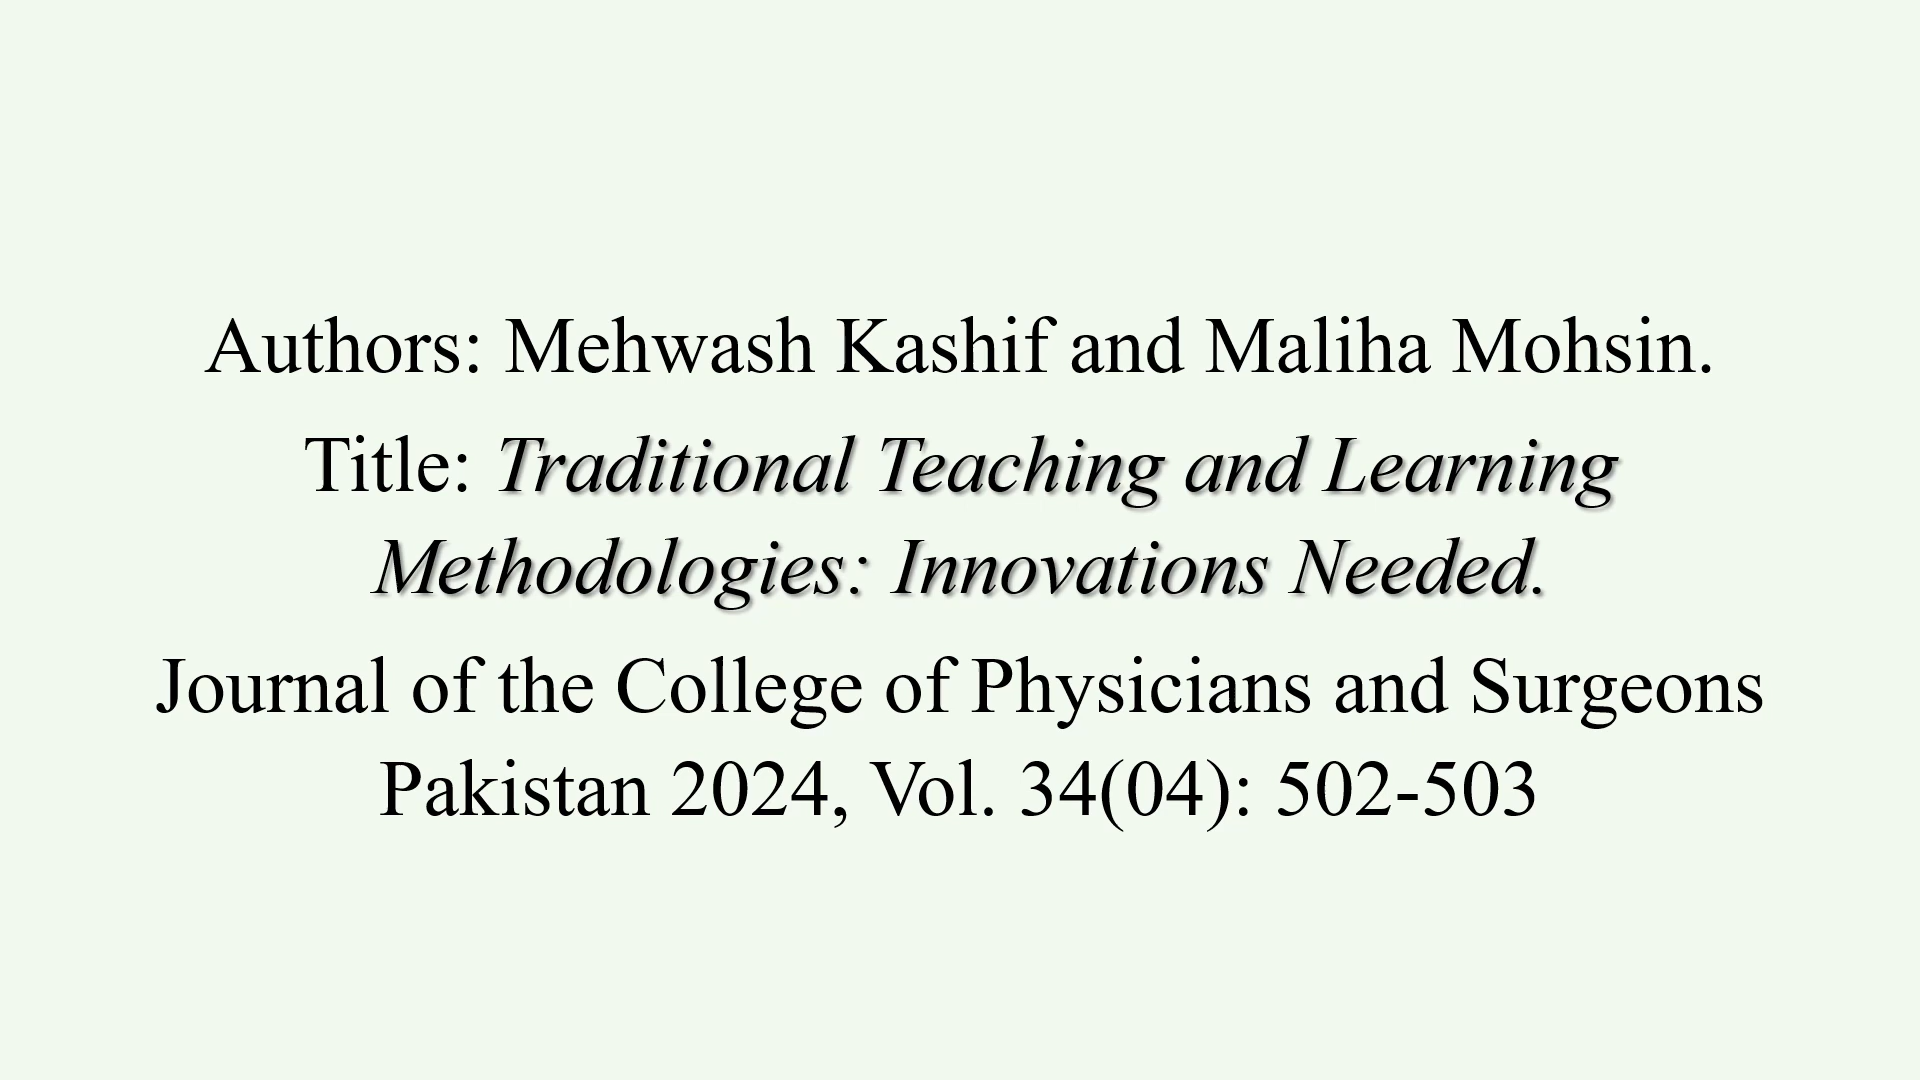 Authors: Mehwash Kashif and Maliha Mohsin.
Title: Traditional Teaching and Learning
Methodologies: Innovations Needed.
Journal of the College of Physicians and Surgeons
Pakistan 2024, Vol. 34(04): 502-503